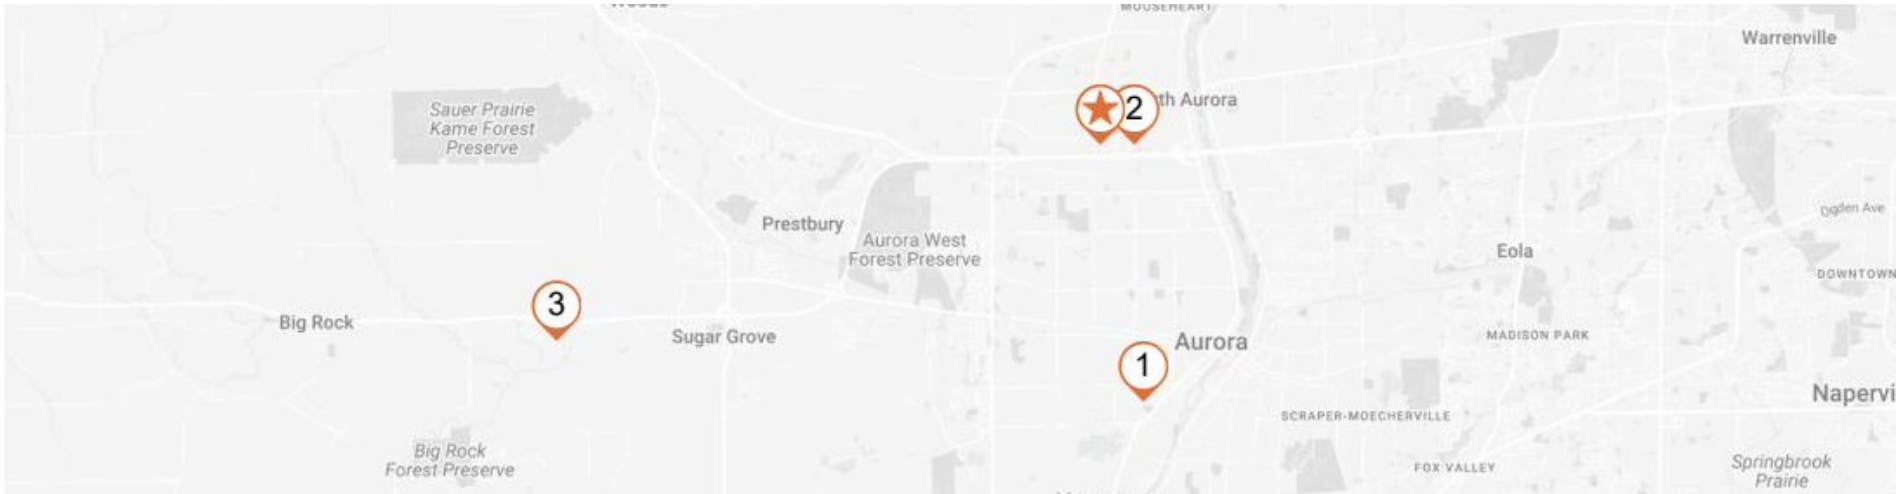 MOOSEHEART
Warrenville
Sauer Prairie
Kame Forest
Preserve
2
th Aurora
Ogden Ave
Prestbury
Aurora West
Forest Preserve
Eola
DOWNTOWN
3
Big Rock
Sugar Grove
Aurora
MADISON PARK
1
Napervi
SCRAPER-MOECHERVILLE
Big Rock
Forest Preserve
FOX VALLEY
Springbrook
Prairie